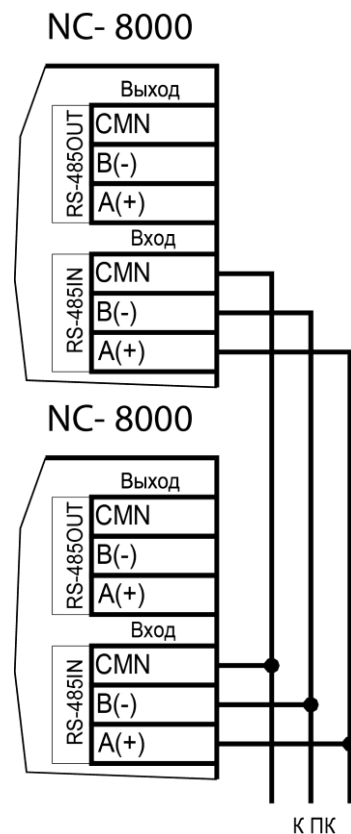 NC- 8000
Выход
RS-485OUT
CMN
B(-)
A(+)
Вход
RS-485IN
CMN
B(-)
A(+)
NC- 8000
Выход
RS-485OUT
CMN
B(-)
A(+)
Вход
RS-485IN
CMN
B(-)
A(+)
К ПК